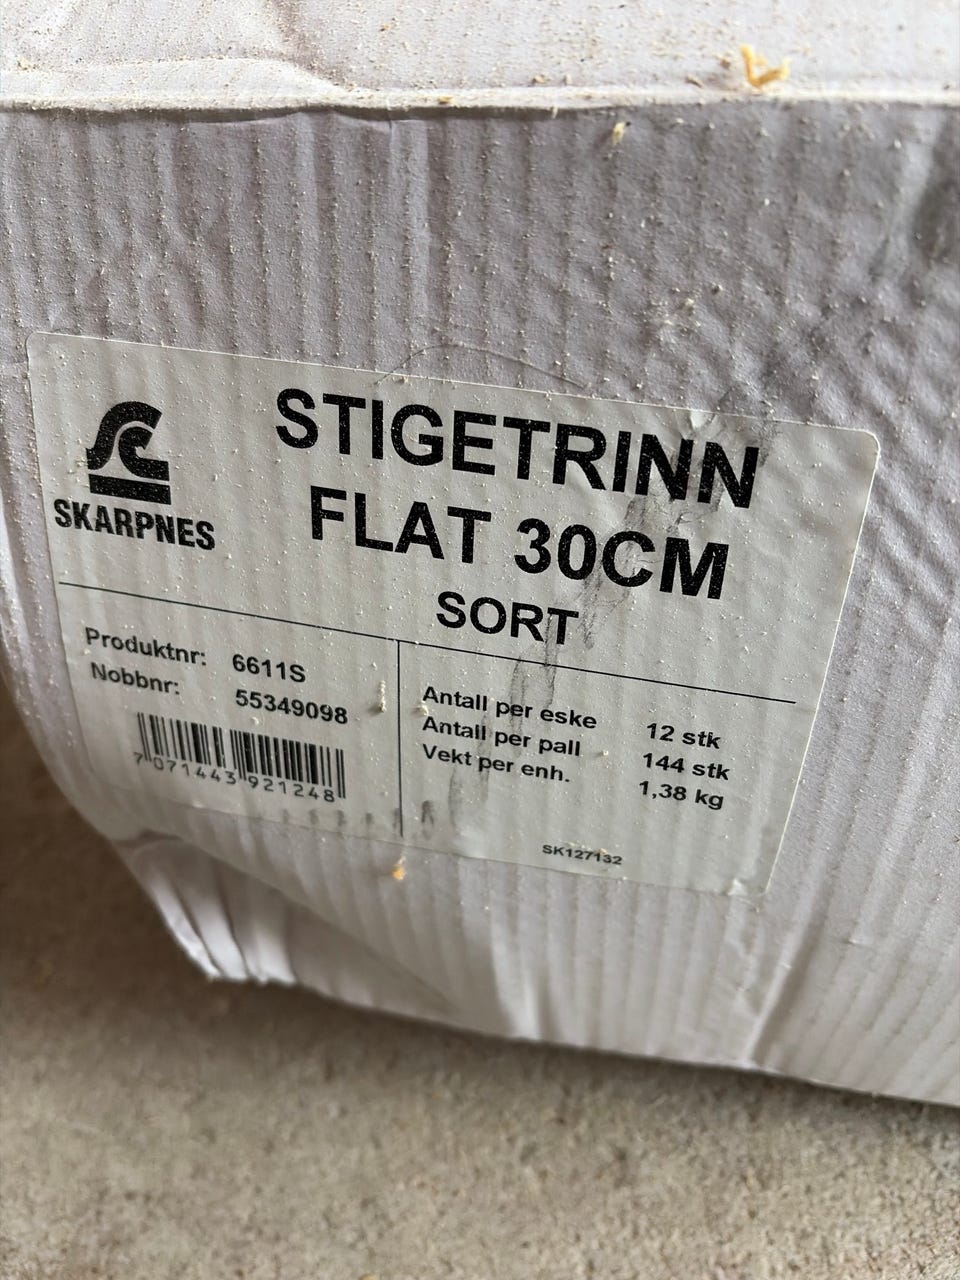 SKARPNES
STIGETRINN
FLAT 30CM
SORT
Produktnr: 6611S
Nobbnr: 55349098
7 071443 921248
Antall per eske 12 stk
Antall per pall 144 stk
Vekt per enh. 1,38 kg
SK127132